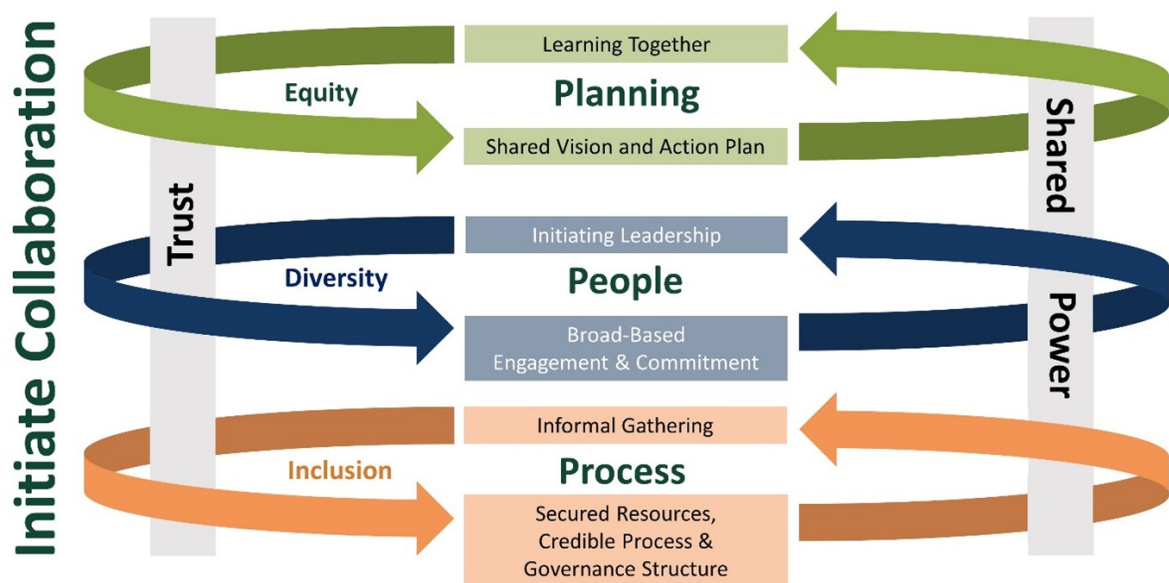 Initiate Collaboration
Trust
Shared Power
Learning Together
Equity
Planning
Shared Vision and Action Plan
Initiating Leadership
Diversity
People
Broad-Based
Engagement & Commitment
Informal Gathering
Inclusion
Process
Secured Resources,
Credible Process &
Governance Structure